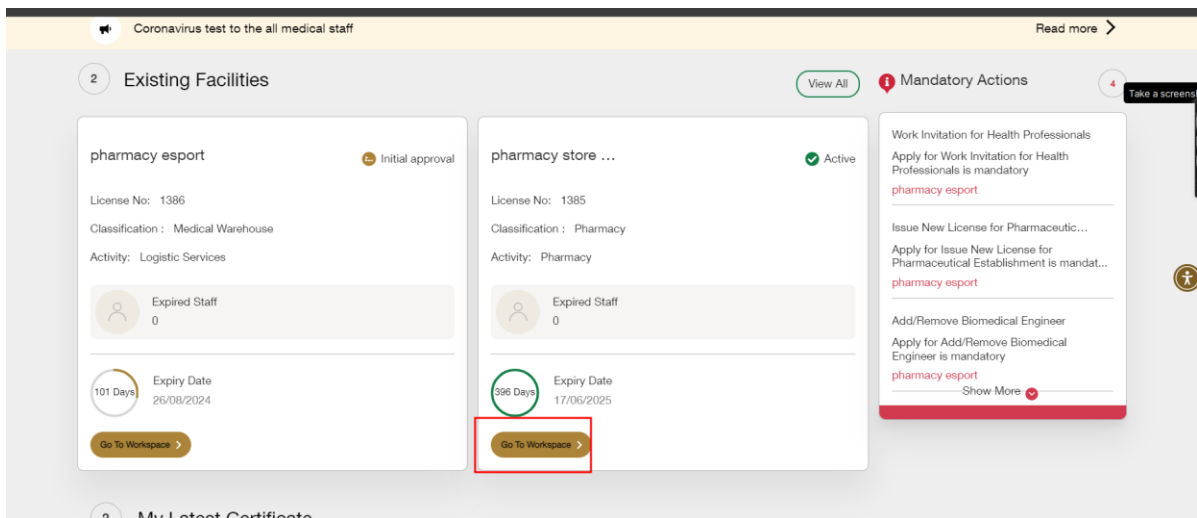 Coronavirus test to the all medical staff
Read more
2 Existing Facilities
View All
Mandatory Actions
4
Take a screens
pharmacy esport
Initial approval
License No: 1386
Classification : Medical Warehouse
Activity: Logistic Services
Expired Staff
0
101 Days
Expiry Date
26/08/2024
Go To Workspace
pharmacy store ...
Active
License No: 1385
Classification : Pharmacy
Activity: Pharmacy
Expired Staff
0
396 Days
Expiry Date
17/06/2025
Go To Workspace
Work Invitation for Health Professionals
Apply for Work Invitation for Health
Professionals is mandatory
pharmacy esport
Issue New License for Pharmaceutic...
Apply for Issue New License for
Pharmaceutical Establishment is mandat...
pharmacy esport
Add/Remove Biomedical Engineer
Apply for Add/Remove Biomedical
Engineer is mandatory
pharmacy esport
Show More
My Latest Certificate